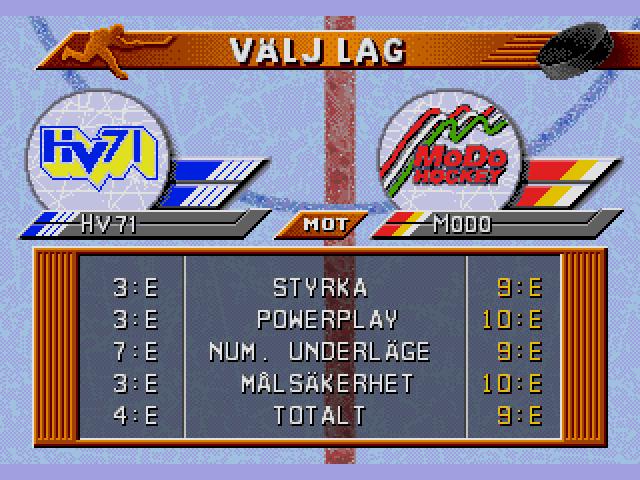 VÄLJ LAG
HV71
MoDo
HOCKEY
HV71 MOT MODO
3:E STYRKA 9:E
3:E POWERPLAY 10:E
7:E NUM. UNDERLÄGE 9:E
3:E MÅLSÄKERHET 10:E
4:E TOTALT 9:E